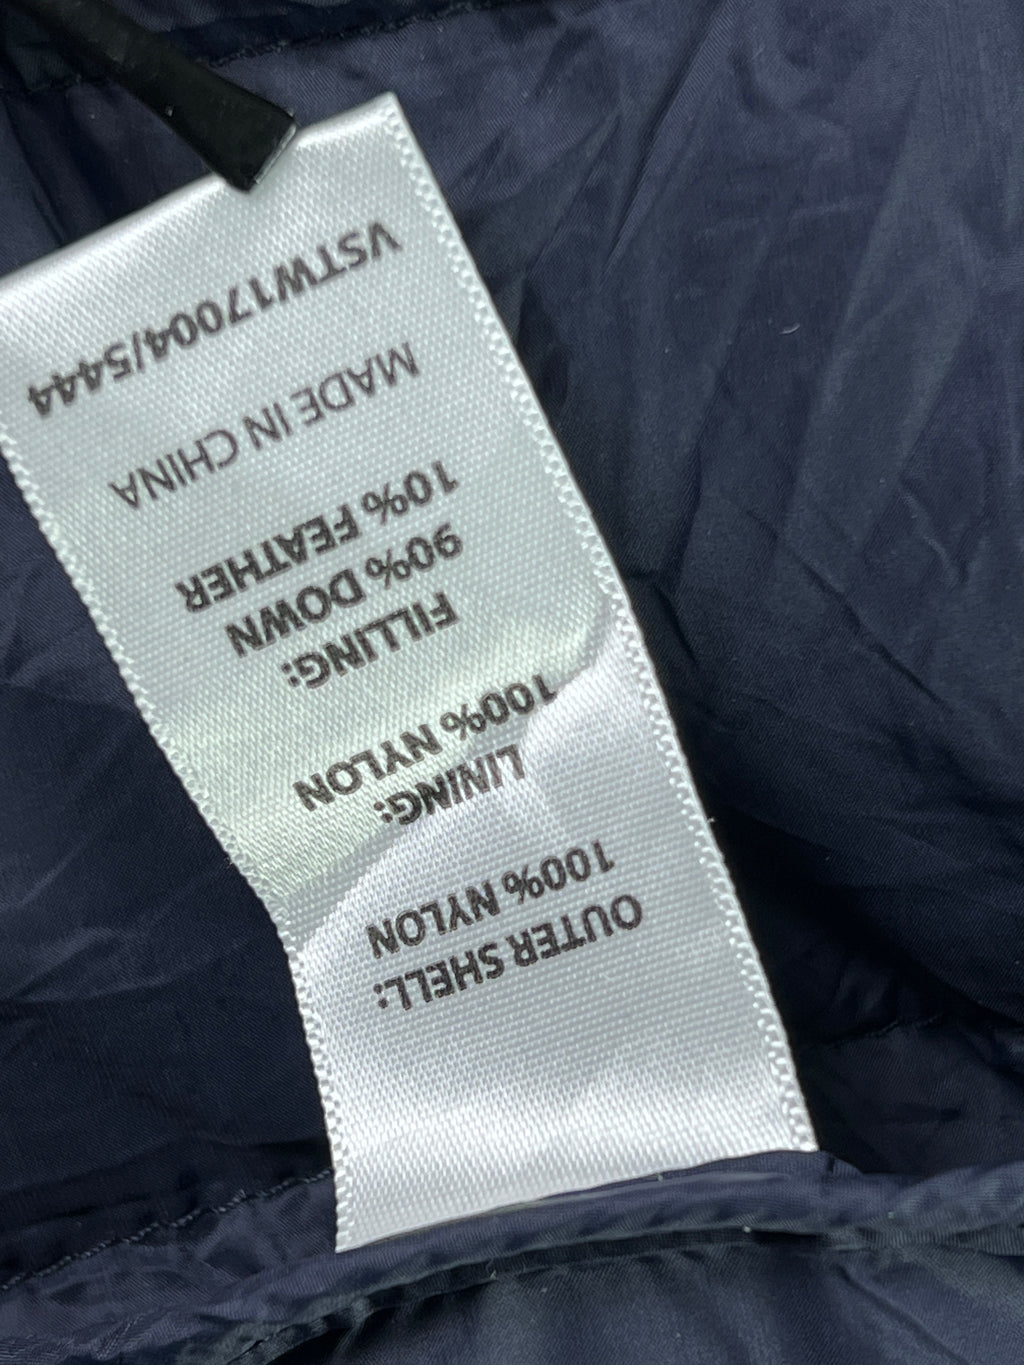 OUTER SHELL:
100% NYLON
LINING:
100% NYLON
FILLING:
90% DOWN
10% FEATHER
MADE IN CHINA
VSTW17004/5444